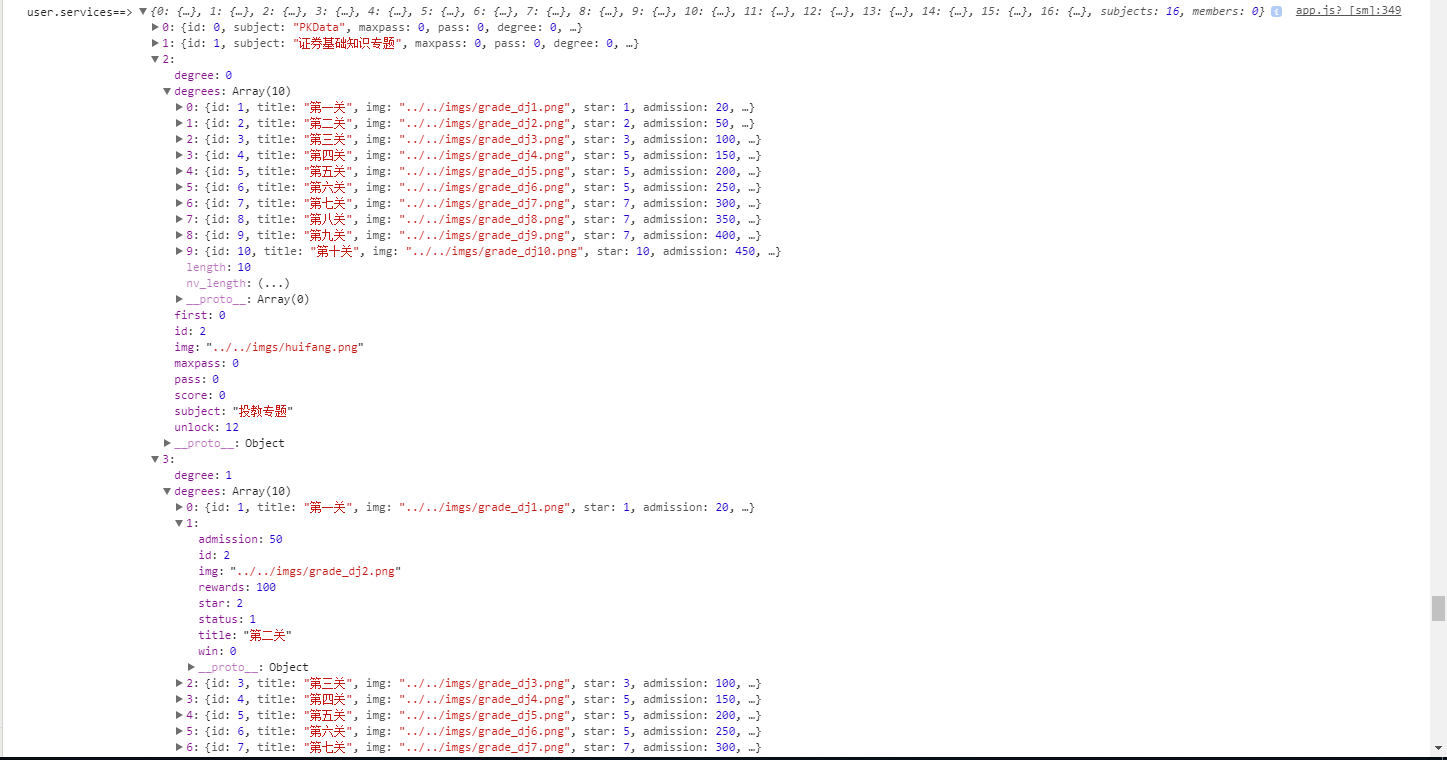 user.services==> ▼{0: {…}, 1: {…}, 2: {…}, 3: {…}, 4: {…}, 5: {…}, 6: {…}, 7: {…}, 8: {…}, 9: {…}, 10: {…}, 11: {…}, 12: {…}, 13: {…}, 14: {…}, 15: {…}, 16: {…}, subjects: 16, members: 0} i app.js? [sm]:349
▶0: {id: 0, subject: "PKData", maxpass: 0, pass: 0, degree: 0, …}
▶1: {id: 1, subject: "证券基础知识专题", maxpass: 0, pass: 0, degree: 0, …}
▼2:
degree: 0
▼degrees: Array(10)
▶0: {id: 1, title: "第一关", img: "../../imgs/grade_dj1.png", star: 1, admission: 20, …}
▶1: {id: 2, title: "第二关", img: "../../imgs/grade_dj2.png", star: 2, admission: 50, …}
▶2: {id: 3, title: "第三关", img: "../../imgs/grade_dj3.png", star: 3, admission: 100, …}
▶3: {id: 4, title: "第四关", img: "../../imgs/grade_dj4.png", star: 5, admission: 150, …}
▶4: {id: 5, title: "第五关", img: "../../imgs/grade_dj5.png", star: 5, admission: 200, …}
▶5: {id: 6, title: "第六关", img: "../../imgs/grade_dj6.png", star: 5, admission: 250, …}
▶6: {id: 7, title: "第七关", img: "../../imgs/grade_dj7.png", star: 7, admission: 300, …}
▶7: {id: 8, title: "第八关", img: "../../imgs/grade_dj8.png", star: 7, admission: 350, …}
▶8: {id: 9, title: "第九关", img: "../../imgs/grade_dj9.png", star: 7, admission: 400, …}
▶9: {id: 10, title: "第十关", img: "../../imgs/grade_dj10.png", star: 10, admission: 450, …}
length: 10
nv_length: (...)
▶__proto__: Array(0)
first: 0
id: 2
img: "../../imgs/huifang.png"
maxpass: 0
pass: 0
score: 0
subject: "投教专题"
unlock: 12
▶__proto__: Object
▼3:
degree: 1
▼degrees: Array(10)
▶0: {id: 1, title: "第一关", img: "../../imgs/grade_dj1.png", star: 1, admission: 20, …}
▼1:
admission: 50
id: 2
img: "../../imgs/grade_dj2.png"
rewards: 100
star: 2
status: 1
title: "第二关"
win: 0
▶__proto__: Object
▶2: {id: 3, title: "第三关", img: "../../imgs/grade_dj3.png", star: 3, admission: 100, …}
▶3: {id: 4, title: "第四关", img: "../../imgs/grade_dj4.png", star: 5, admission: 150, …}
▶4: {id: 5, title: "第五关", img: "../../imgs/grade_dj5.png", star: 5, admission: 200, …}
▶5: {id: 6, title: "第六关", img: "../../imgs/grade_dj6.png", star: 5, admission: 250, …}
▶6: {id: 7, title: "第七关", img: "../../imgs/grade_dj7.png", star: 7, admission: 300, …}